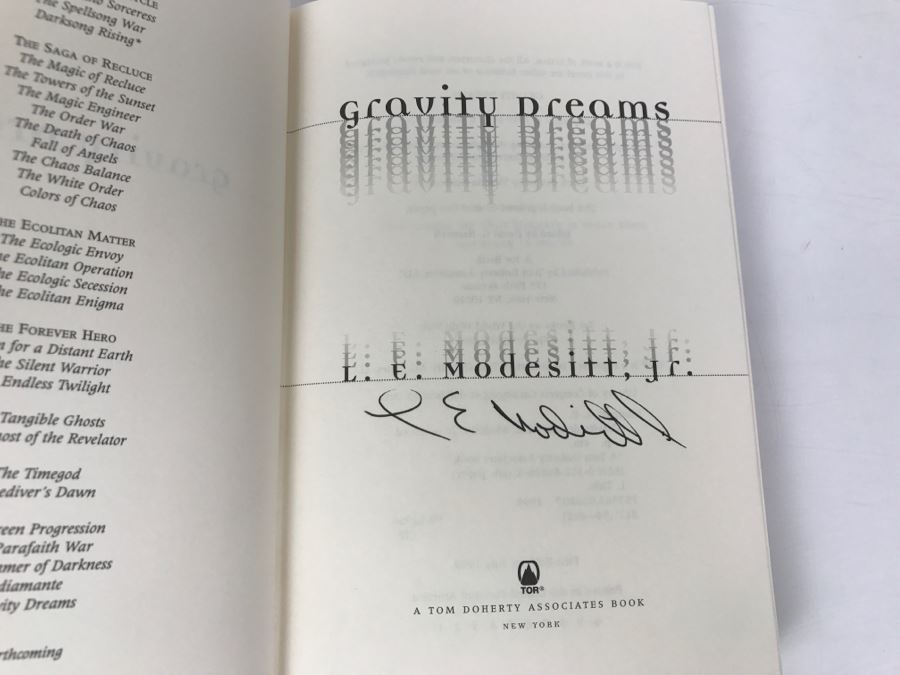 Sorceress
The Spellsong War
Darksong Rising*
THE SAGA OF RECLUCE
The Magic of Recluce
The Towers of the Sunset
The Magic Engineer
The Order War
The Death of Chaos
Fall of Angels
The Chaos Balance
The White Order
Colors of Chaos
HE ECOLITAN MATTER
The Ecologic Envoy
e Ecolitan Operation
he Ecologic Secession
he Ecolitan Enigma
HE FOREVER HERO
n for a Distant Earth
he Silent Warrior
Endless Twilight
Tangible Ghosts
ost of the Revelator
The Timegod
ediver's Dawn
een Progression
Parafaith War
mer of Darkness
diamante
ity Dreams
rthcoming
Gravity Dreams
L. E. Modesitt, Jr.
L E Modesitt Jr
TOR®
A TOM DOHERTY ASSOCIATES BOOK
NEW YORK